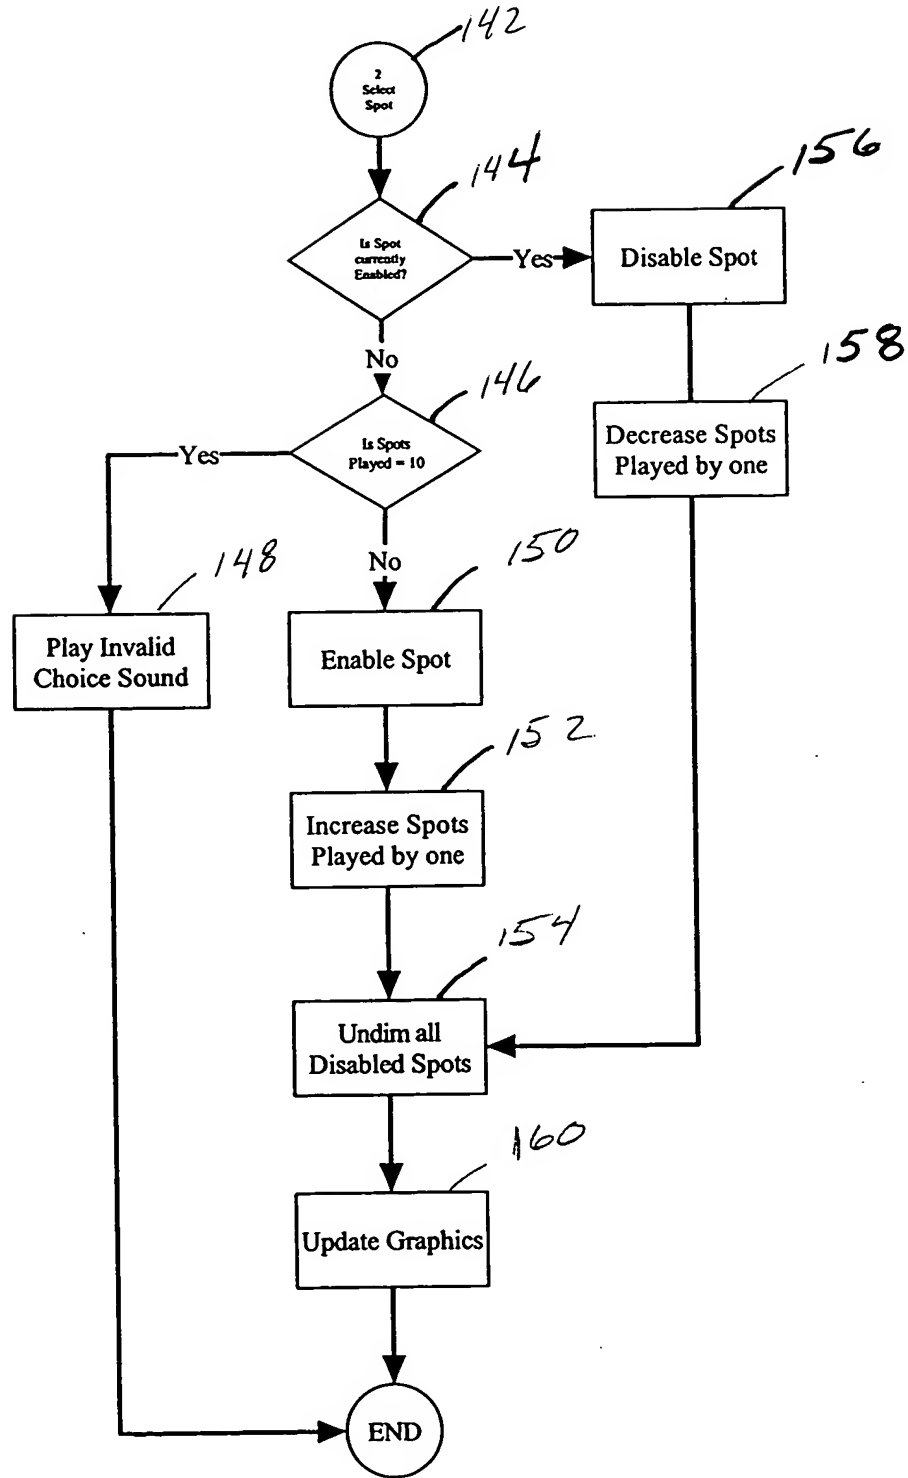 142
2
Select
Spot
144
156
Is Spot
currently
Enabled?
Yes
Disable Spot
No
158
146
Decrease Spots
Played by one
Is Spots
Played = 10
Yes
No
148
150
Play Invalid
Choice Sound
Enable Spot
152
Increase Spots
Played by one
154
Undim all
Disabled Spots
160
Update Graphics
END